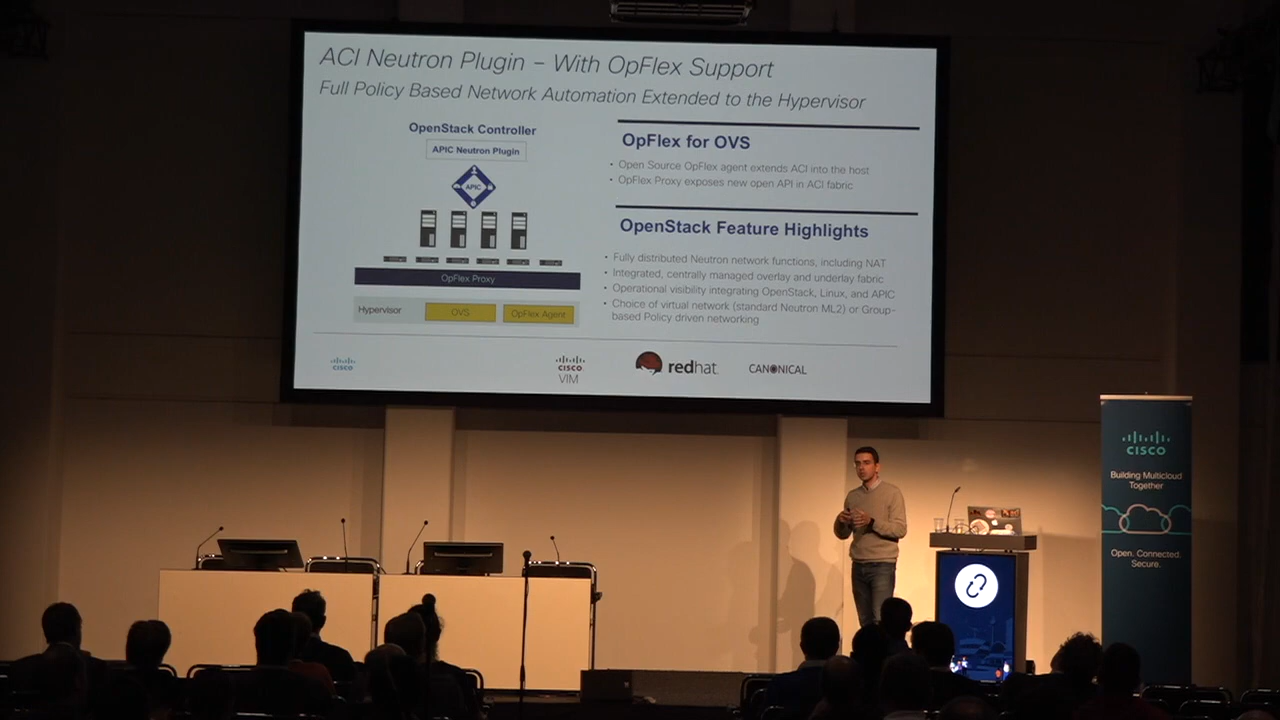 ACI Neutron Plugin – With OpFlex Support
Full Policy Based Network Automation Extended to the Hypervisor
OpenStack Controller
APIC Neutron Plugin
APIC
OpFlex Proxy
Hypervisor
OVS
OpFlex Agent
OpFlex for OVS
• Open Source OpFlex agent extends ACI into the host
• OpFlex Proxy exposes new open API in ACI fabric
OpenStack Feature Highlights
• Fully distributed Neutron network functions, including NAT
• Integrated, centrally managed overlay and underlay fabric
• Operational visibility integrating OpenStack, Linux, and APIC
• Choice of virtual network (standard Neutron ML2) or Group-
based Policy driven networking
CISCO
CISCO
VIM
redhat.
CANONICAL
CISCO
Building Multicloud
Together
Open. Connected.
Secure.